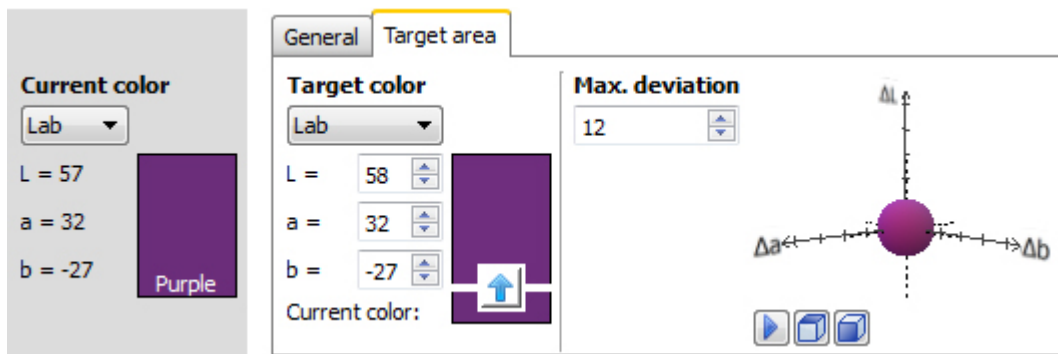 General
Target area
Current color
Target color
Max. deviation
Lab
Lab
12
L = 57
L = 58
a = 32
a = 32
b = -27
b = -27
Purple
Current color:
ΔL
Δa
Δb